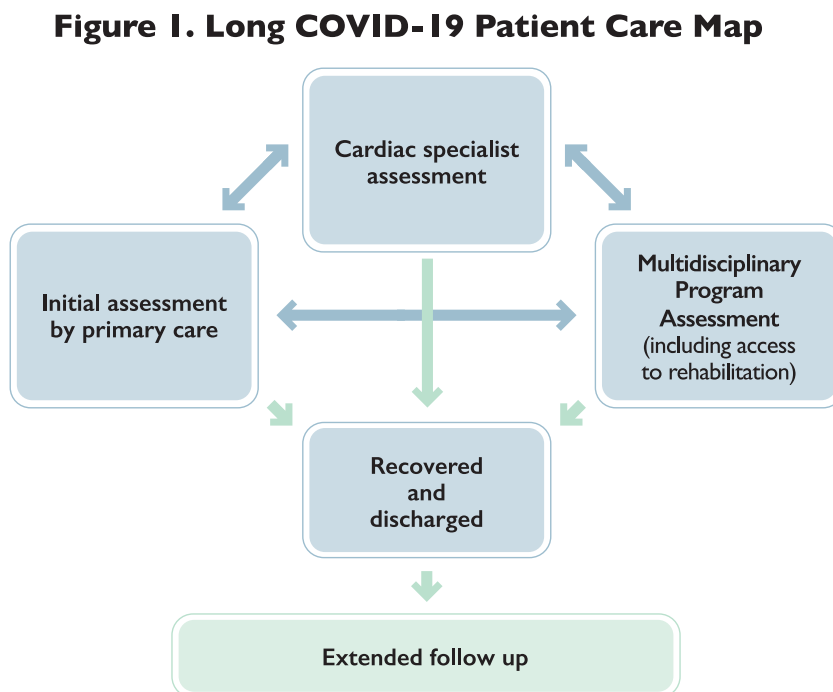 Figure 1. Long COVID-19 Patient Care Map
Cardiac specialist
assessment
Initial assessment
by primary care
Multidisciplinary
Program
Assessment
(including access
to rehabilitation)
Recovered
and
discharged
Extended follow up